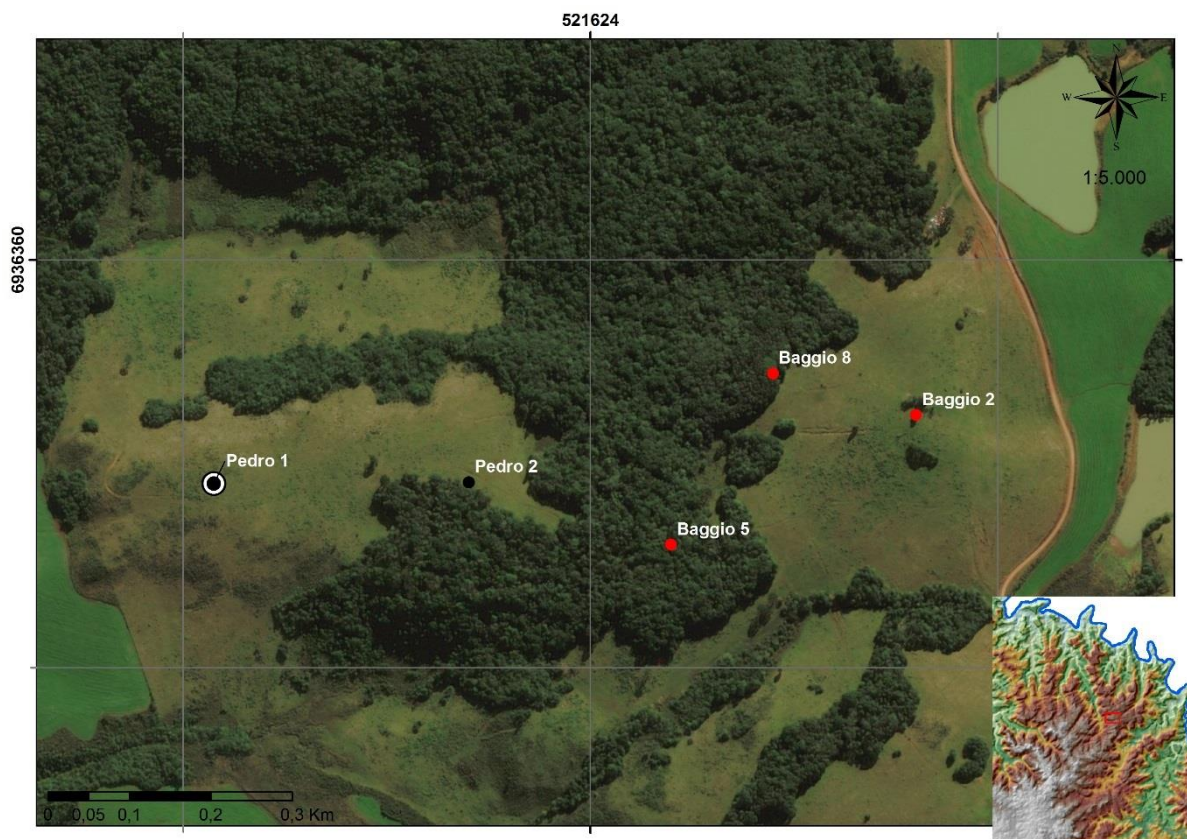 521624
6936360
N
W E
S
1:5.000
Baggio 8
Baggio 2
Pedro 1
Pedro 2
Baggio 5
0 0,05 0,1 0,2 0,3 Km